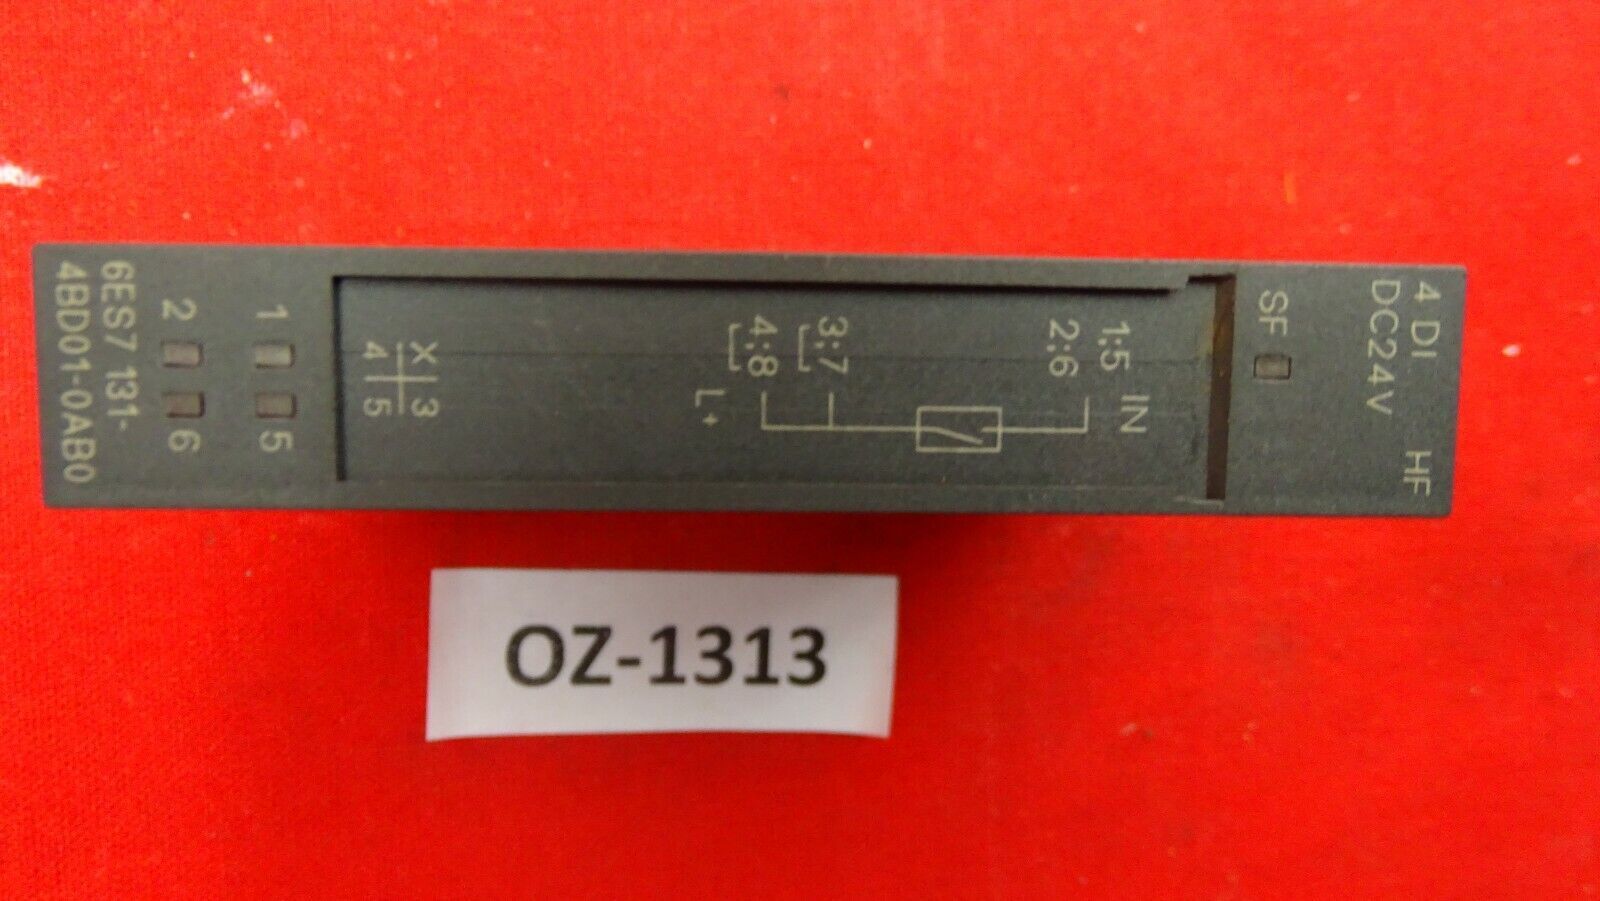 4 DI HF
DC24V
SF
IN
1;5
2:6
3:7
4:8
L+
X 3
4 5
1 5
2 6
6ES7 131-
4BD01-0AB0
OZ-1313